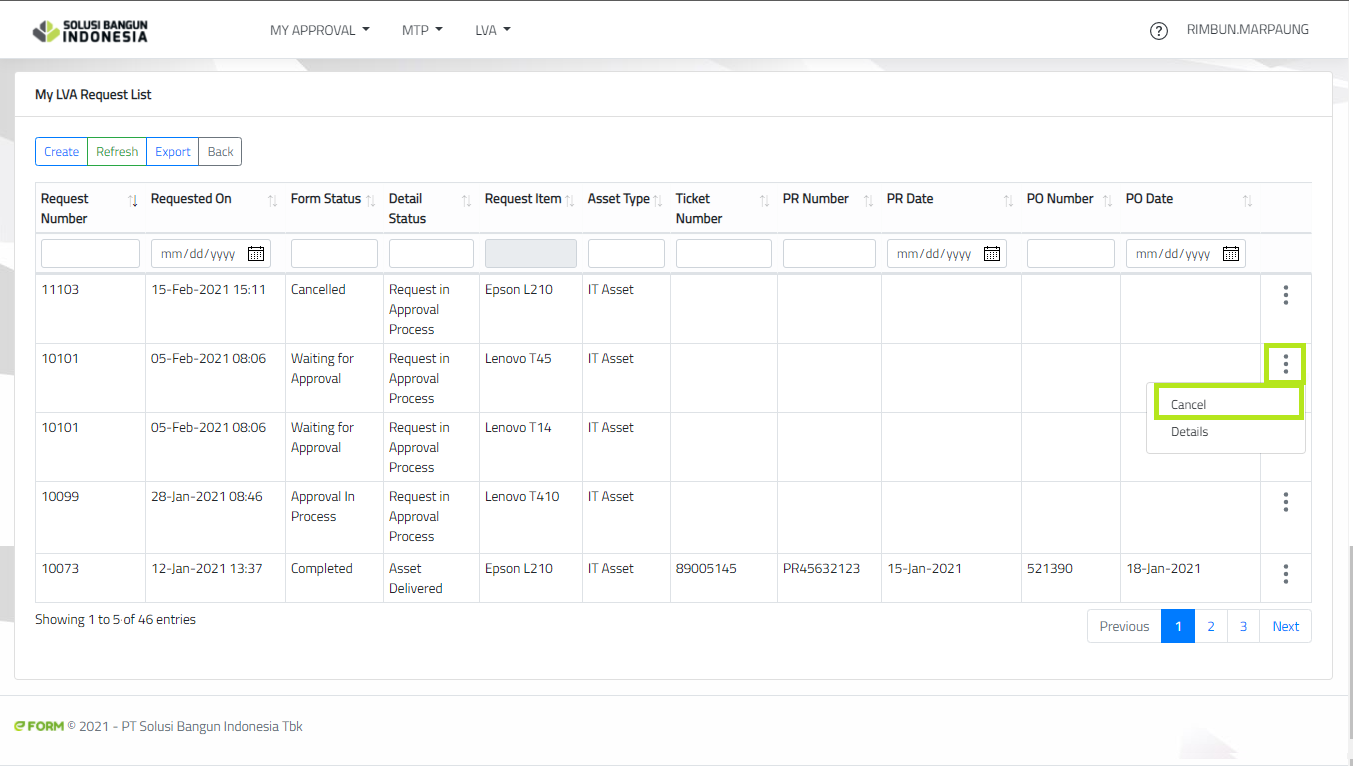 SOLUSI BANGUN
INDONESIA
MY APPROVAL MTP LVA ? RIMBUN.MARPAUNG
My LVA Request List
Create Refresh Export Back
Request Number Requested On Form Status Detail Status Request Item Asset Type Ticket Number PR Number PR Date PO Number PO Date
mm/dd/yyyy mm/dd/yyyy mm/dd/yyyy
11103 15-Feb-2021 15:11 Cancelled Request in Approval Process Epson L210 IT Asset
10101 05-Feb-2021 08:06 Waiting for Approval Request in Approval Process Lenovo T45 IT Asset
Cancel
Details
10101 05-Feb-2021 08:06 Waiting for Approval Request in Approval Process Lenovo T14 IT Asset
10099 28-Jan-2021 08:46 Approval In Process Request in Approval Process Lenovo T410 IT Asset
10073 12-Jan-2021 13:37 Completed Asset Delivered Epson L210 IT Asset 89005145 PR45632123 15-Jan-2021 521390 18-Jan-2021
Showing 1 to 5 of 46 entries
Previous 1 2 3 Next
e FORM © 2021 - PT Solusi Bangun Indonesia Tbk